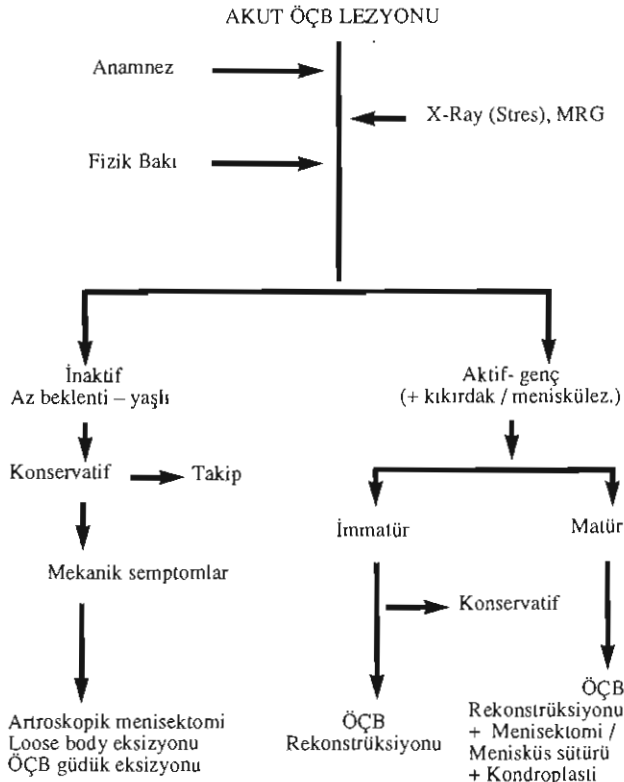 AKUT ÖÇB LEZYONU
Anamnez
X-Ray (Stres), MRG
Fizik Bakı
İnaktif
Az beklenti – yaşlı
Aktif- genç
(+ kıkırdak / meniskülez.)
Konservatif
Takip
İmmatür
Matür
Mekanik semptomlar
Konservatif
Artroskopik menisektomi
Loose body eksizyonu
ÖÇB güdük eksizyonu
ÖÇB
Rekonstrüksiyonu
ÖÇB
Rekonstrüksiyonu
+ Menisektomi /
Menisküs sütürü
+ Kondroplasti